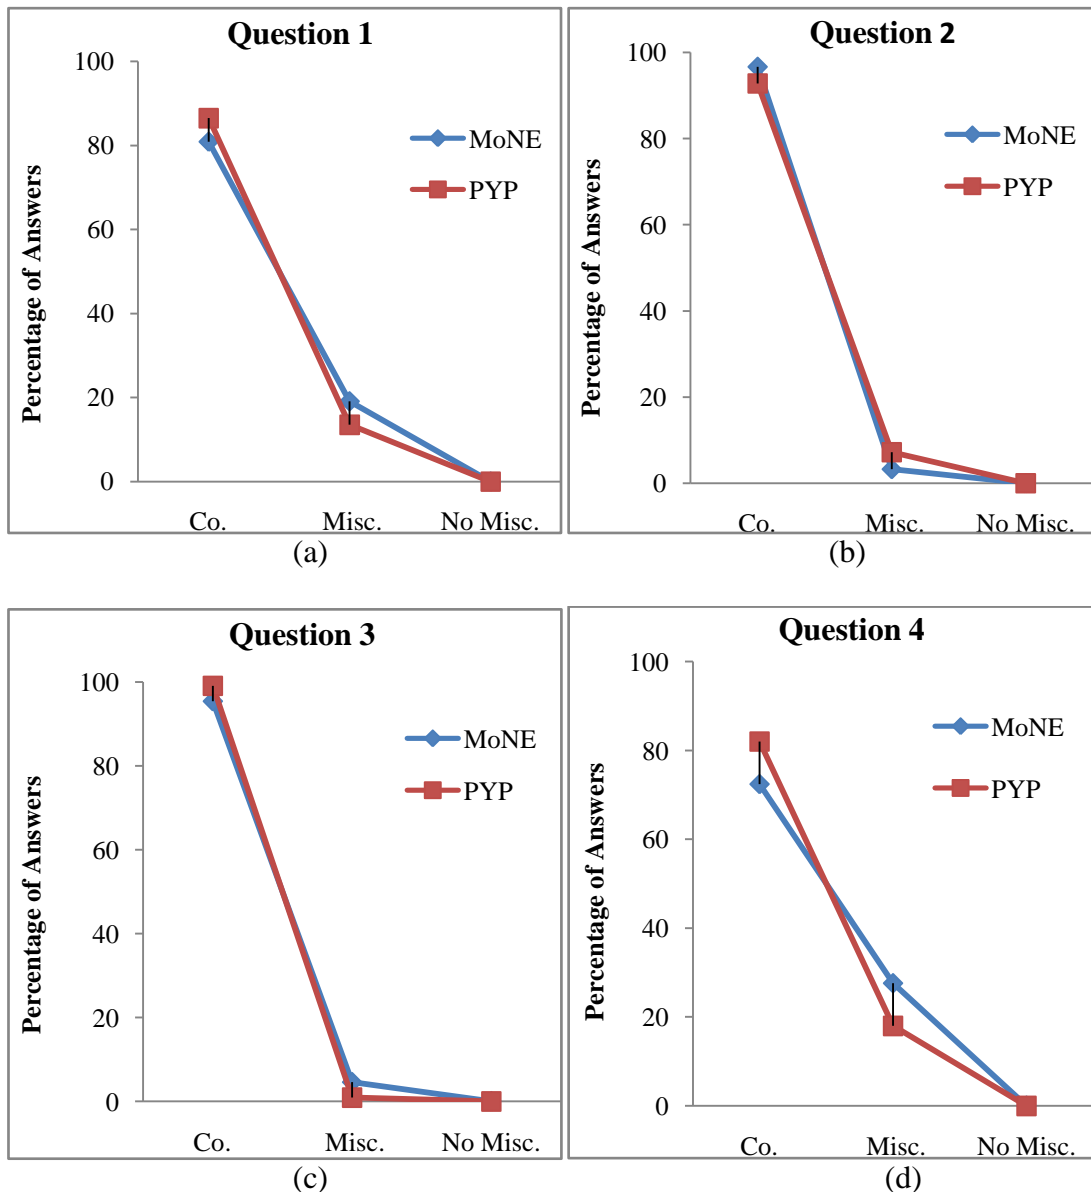 Question 1
Percentage of Answers
100
80
60
40
20
0
MoNE
PYP
Co. Misc. No Misc.
(a)
Question 2
Percentage of Answers
100
80
60
40
20
0
MoNE
PYP
Co. Misc. No Misc.
(b)
Question 3
Percentage of Answers
100
80
60
40
20
0
MoNE
PYP
Co. Misc. No Misc.
(c)
Question 4
Percentage of Answers
100
80
60
40
20
0
MoNE
PYP
Co. Misc. No Misc.
(d)